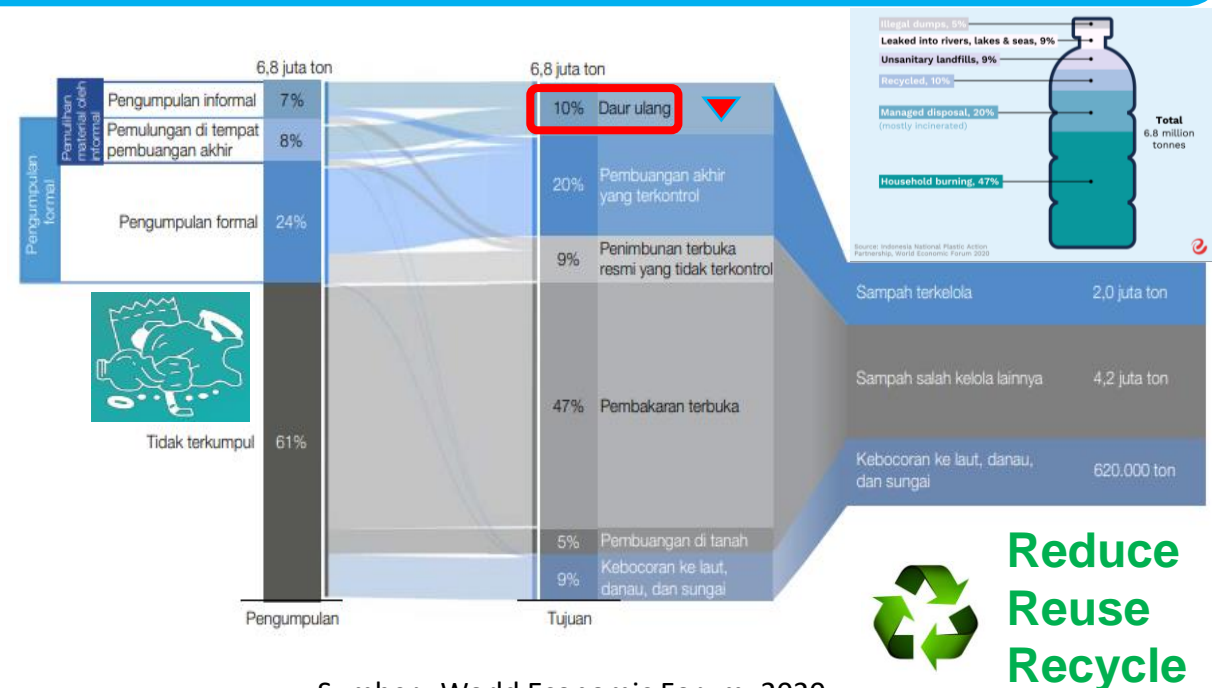 6,8 juta ton
Pengumpulan formal
Pemulihan
material oleh
informal
Pengumpulan informal
7%
Pemulungan di tempat
pembuangan akhir
8%
Pengumpulan formal
24%
Tidak terkumpul
61%
Pengumpulan
6,8 juta ton
10%
Daur ulang
20%
Pembuangan akhir
yang terkontrol
9%
Penimbunan terbuka
resmi yang tidak terkontrol
47%
Pembakaran terbuka
5%
Pembuangan di tanah
9%
Kebocoran ke laut,
danau, dan sungai
Tujuan
Illegal dumps, 5%
Leaked into rivers, lakes & seas, 9%
Unsanitary landfills, 9%
Recycled, 10%
Managed disposal, 20%
(mostly incinerated)
Household burning, 47%
Total
6.8 million
tonnes
Source: Indonesia National Plastic Action
Partnership, World Economic Forum 2020
Sampah terkelola
2,0 juta ton
Sampah salah kelola lainnya
4,2 juta ton
Kebocoran ke laut, danau,
dan sungai
620.000 ton
Reduce
Reuse
Recycle
World Economic Forum, 2020